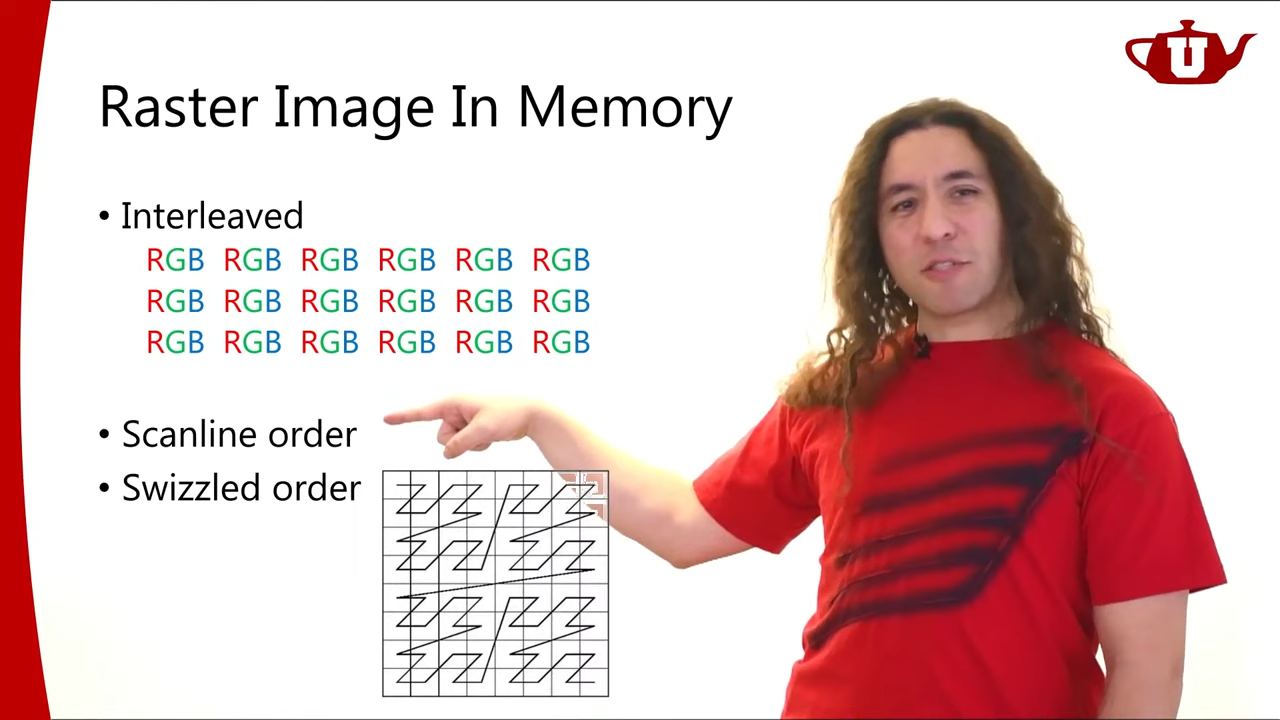 U
Raster Image In Memory
• Interleaved
RGB RGB RGB RGB RGB RGB
RGB RGB RGB RGB RGB RGB
RGB RGB RGB RGB RGB RGB
• Scanline order
• Swizzled order